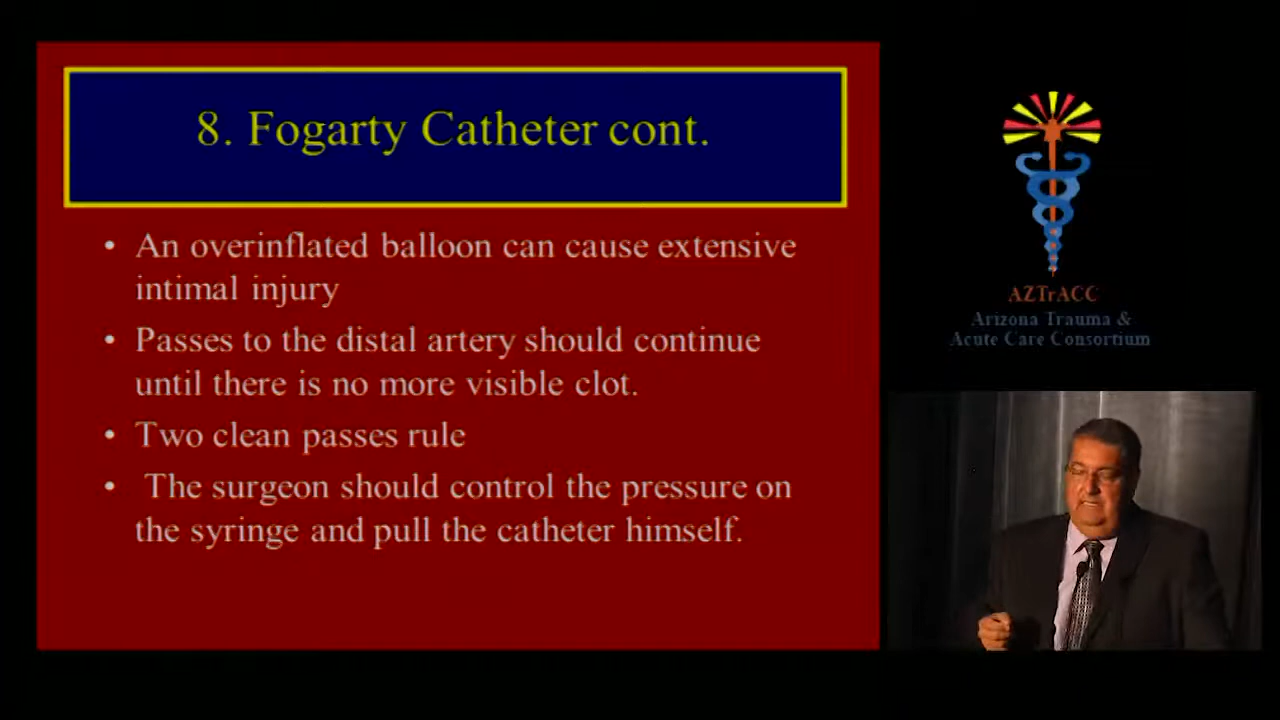 8. Fogarty Catheter cont.
• An overinflated balloon can cause extensive
intimal injury
• Passes to the distal artery should continue
until there is no more visible clot.
• Two clean passes rule
• The surgeon should control the pressure on
the syringe and pull the catheter himself.
AZTrACC
Arizona Trauma &
Acute Care Consortium